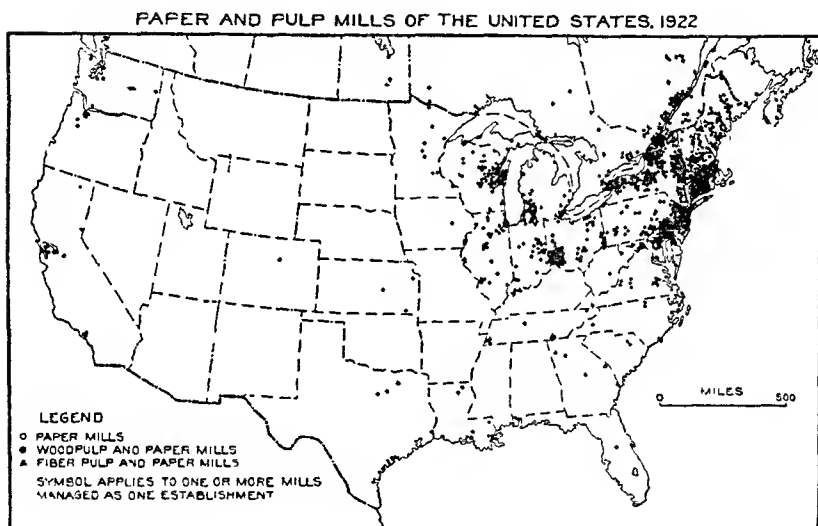 PAPER AND PULP MILLS OF THE UNITED STATES. 1922
MILES
0 500
LEGEND
PAPER MILLS
WOODPULP AND PAPER MILLS
FIBER PULP AND PAPER MILLS
SYMBOL APPLIES TO ONE OR MORE MILLS
MANAGED AS ONE ESTABLISHMENT